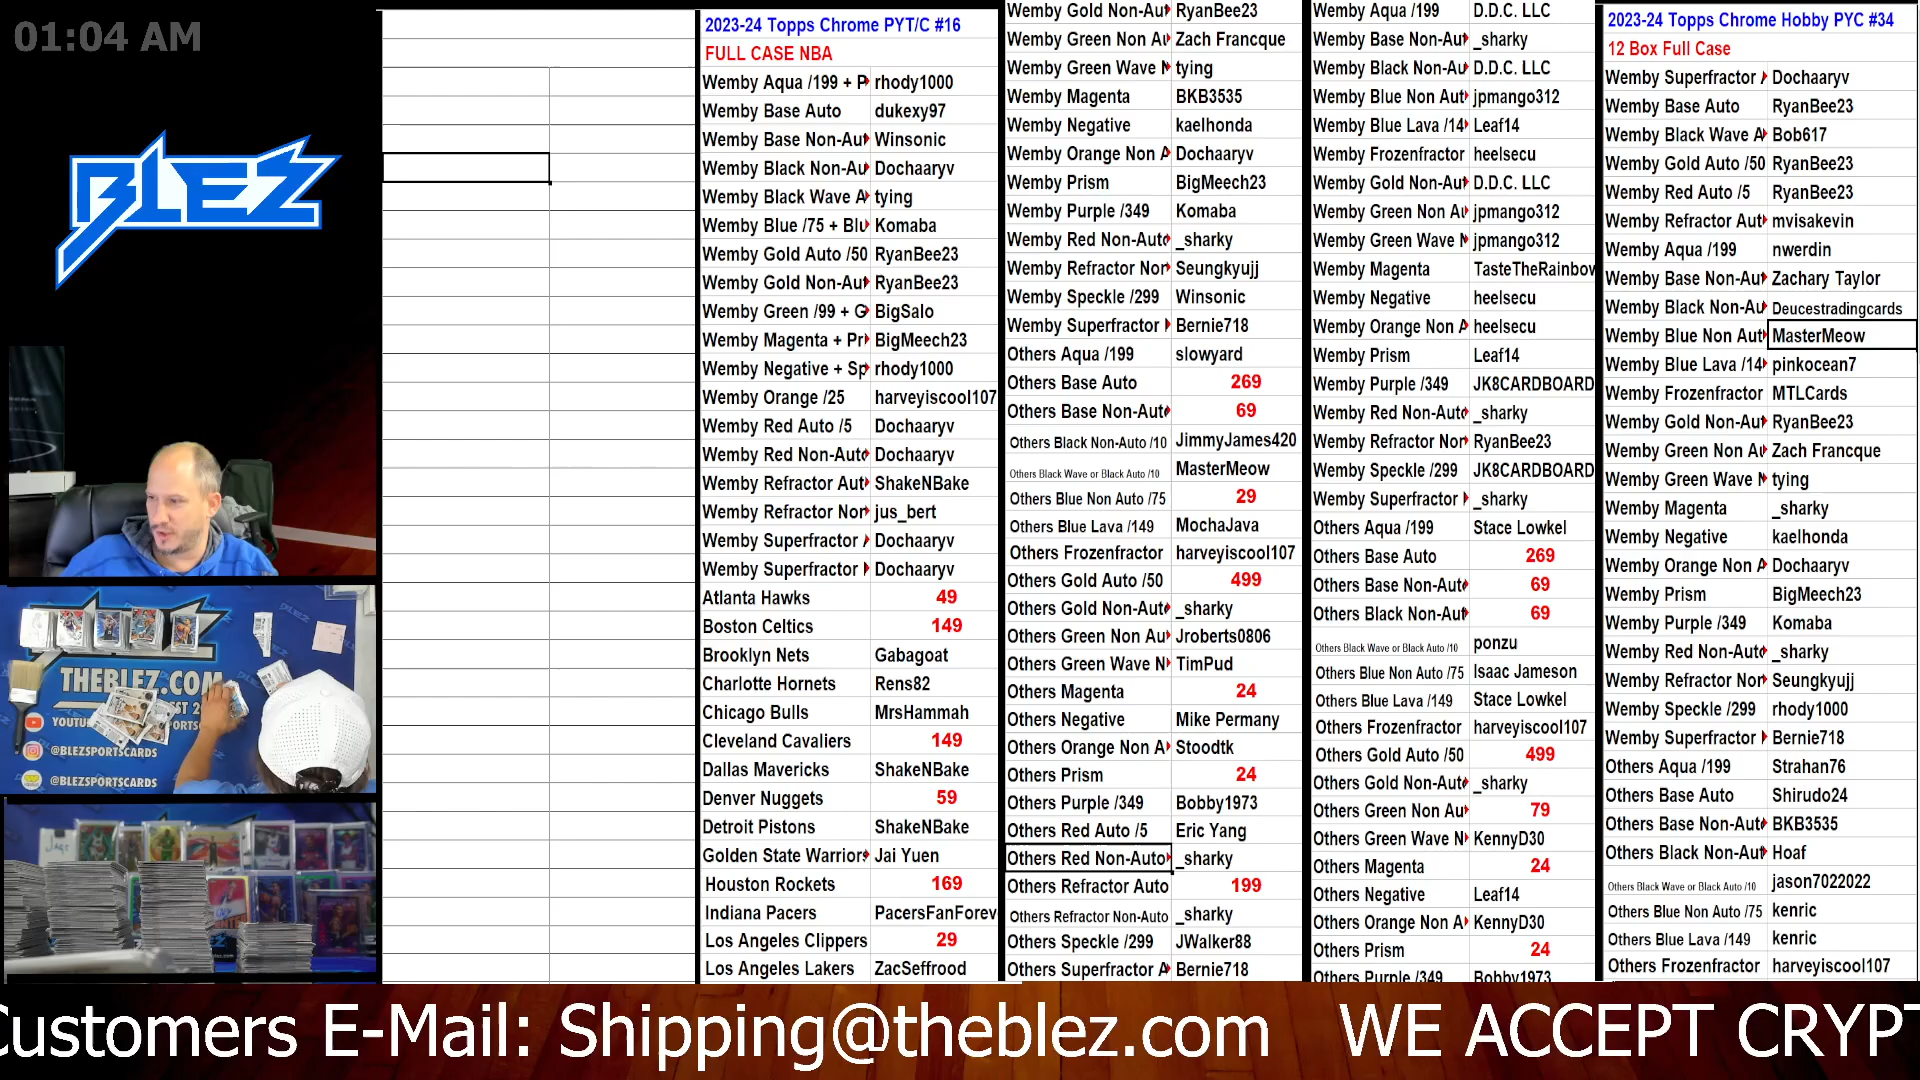 01:04 AM
BLEZ
THEBLEZ.COM
@BLEZSPORTSCARDS
@BLEZSPORTSCARDS
2023-24 Topps Chrome PYT/C #16
FULL CASE NBA
Wemby Aqua /199 + P rhody1000
Wemby Base Auto dukexy97
Wemby Base Non-Aut Winsonic
Wemby Black Non-Au Dochaaryv
Wemby Black Wave A tying
Wemby Blue /75 + Blu Komaba
Wemby Gold Auto /50 RyanBee23
Wemby Gold Non-Aut RyanBee23
Wemby Green /99 + G BigSalo
Wemby Magenta + Pr BigMeech23
Wemby Negative + Sp rhody1000
Wemby Orange /25 harveyiscool107
Wemby Red Auto /5 Dochaaryv
Wemby Red Non-Auto Dochaaryv
Wemby Refractor Aut ShakeNBake
Wemby Refractor Nor jus_bert
Wemby Superfractor A Dochaaryv
Wemby Superfractor Dochaaryv
Atlanta Hawks 49
Boston Celtics 149
Brooklyn Nets Gabagoat
Charlotte Hornets Rens82
Chicago Bulls MrsHammah
Cleveland Cavaliers 149
Dallas Mavericks ShakeNBake
Denver Nuggets 59
Detroit Pistons ShakeNBake
Golden State Warriors Jai Yuen
Houston Rockets 169
Indiana Pacers PacersFanForev
Los Angeles Clippers 29
Los Angeles Lakers ZacSeffrood
Wemby Gold Non-Aut RyanBee23
Wemby Green Non Au Zach Francque
Wemby Green Wave N tying
Wemby Magenta BKB3535
Wemby Negative kaelhonda
Wemby Orange Non A Dochaaryv
Wemby Prism BigMeech23
Wemby Purple /349 Komaba
Wemby Red Non-Auto _sharky
Wemby Refractor Nor Seungkyujj
Wemby Speckle /299 Winsonic
Wemby Superfractor Bernie718
Others Aqua /199 slowyard
Others Base Auto 269
Others Base Non-Auto 69
Others Black Non-Auto /10 JimmyJames420
Others Black Wave or Black Auto /10 MasterMeow
Others Blue Non Auto /75 29
Others Blue Lava /149 MochaJava
Others Frozenfractor harveyiscool107
Others Gold Auto /50 499
Others Gold Non-Auto _sharky
Others Green Non Au Jroberts0806
Others Green Wave N TimPud
Others Magenta 24
Others Negative Mike Permany
Others Orange Non A Stoodtk
Others Prism 24
Others Purple /349 Bobby1973
Others Red Auto /5 Eric Yang
Others Red Non-Auto _sharky
Others Refractor Auto 199
Others Refractor Non-Auto _sharky
Others Speckle /299 JWalker88
Others Superfractor A Bernie718
Wemby Aqua /199 D.D.C. LLC
Wemby Base Non-Aut _sharky
Wemby Black Non-Au D.D.C. LLC
Wemby Blue Non Aut jpmango312
Wemby Blue Lava /14 Leaf14
Wemby Frozenfractor heelsecu
Wemby Gold Non-Aut D.D.C. LLC
Wemby Green Non Au jpmango312
Wemby Green Wave N jpmango312
Wemby Magenta TasteTheRainbow
Wemby Negative heelsecu
Wemby Orange Non A heelsecu
Wemby Prism Leaf14
Wemby Purple /349 JK8CARDBOARD
Wemby Red Non-Auto _sharky
Wemby Refractor Nor RyanBee23
Wemby Speckle /299 JK8CARDBOARD
Wemby Superfractor _sharky
Others Aqua /199 Stace Lowkel
Others Base Auto 269
Others Base Non-Auto 69
Others Black Non-Aut 69
Others Black Wave or Black Auto /10 ponzu
Others Blue Non Auto /75 Isaac Jameson
Others Blue Lava /149 Stace Lowkel
Others Frozenfractor harveyiscool107
Others Gold Auto /50 499
Others Gold Non-Auto _sharky
Others Green Non Au 79
Others Green Wave N KennyD30
Others Magenta 24
Others Negative Leaf14
Others Orange Non A KennyD30
Others Prism 24
Others Purple /349 Bobby1973
2023-24 Topps Chrome Hobby PYC #34
12 Box Full Case
Wemby Superfractor A Dochaaryv
Wemby Base Auto RyanBee23
Wemby Black Wave A Bob617
Wemby Gold Auto /50 RyanBee23
Wemby Red Auto /5 RyanBee23
Wemby Refractor Aut mvisakevin
Wemby Aqua /199 nwerdin
Wemby Base Non-Aut Zachary Taylor
Wemby Black Non-Au Deucestradingcards
Wemby Blue Non Aut MasterMeow
Wemby Blue Lava /14 pinkocean7
Wemby Frozenfractor MTLCards
Wemby Gold Non-Aut RyanBee23
Wemby Green Non Au Zach Francque
Wemby Green Wave N tying
Wemby Magenta _sharky
Wemby Negative kaelhonda
Wemby Orange Non A Dochaaryv
Wemby Prism BigMeech23
Wemby Purple /349 Komaba
Wemby Red Non-Auto _sharky
Wemby Refractor Nor Seungkyujj
Wemby Speckle /299 rhody1000
Wemby Superfractor Bernie718
Others Aqua /199 Strahan76
Others Base Auto Shirudo24
Others Base Non-Auto BKB3535
Others Black Non-Aut Hoaf
Others Black Wave or Black Auto /10 jason7022022
Others Blue Non Auto /75 kenric
Others Blue Lava /149 kenric
Others Frozenfractor harveyiscool107
Customers E-Mail: Shipping@theblez.com WE ACCEPT CRYPT